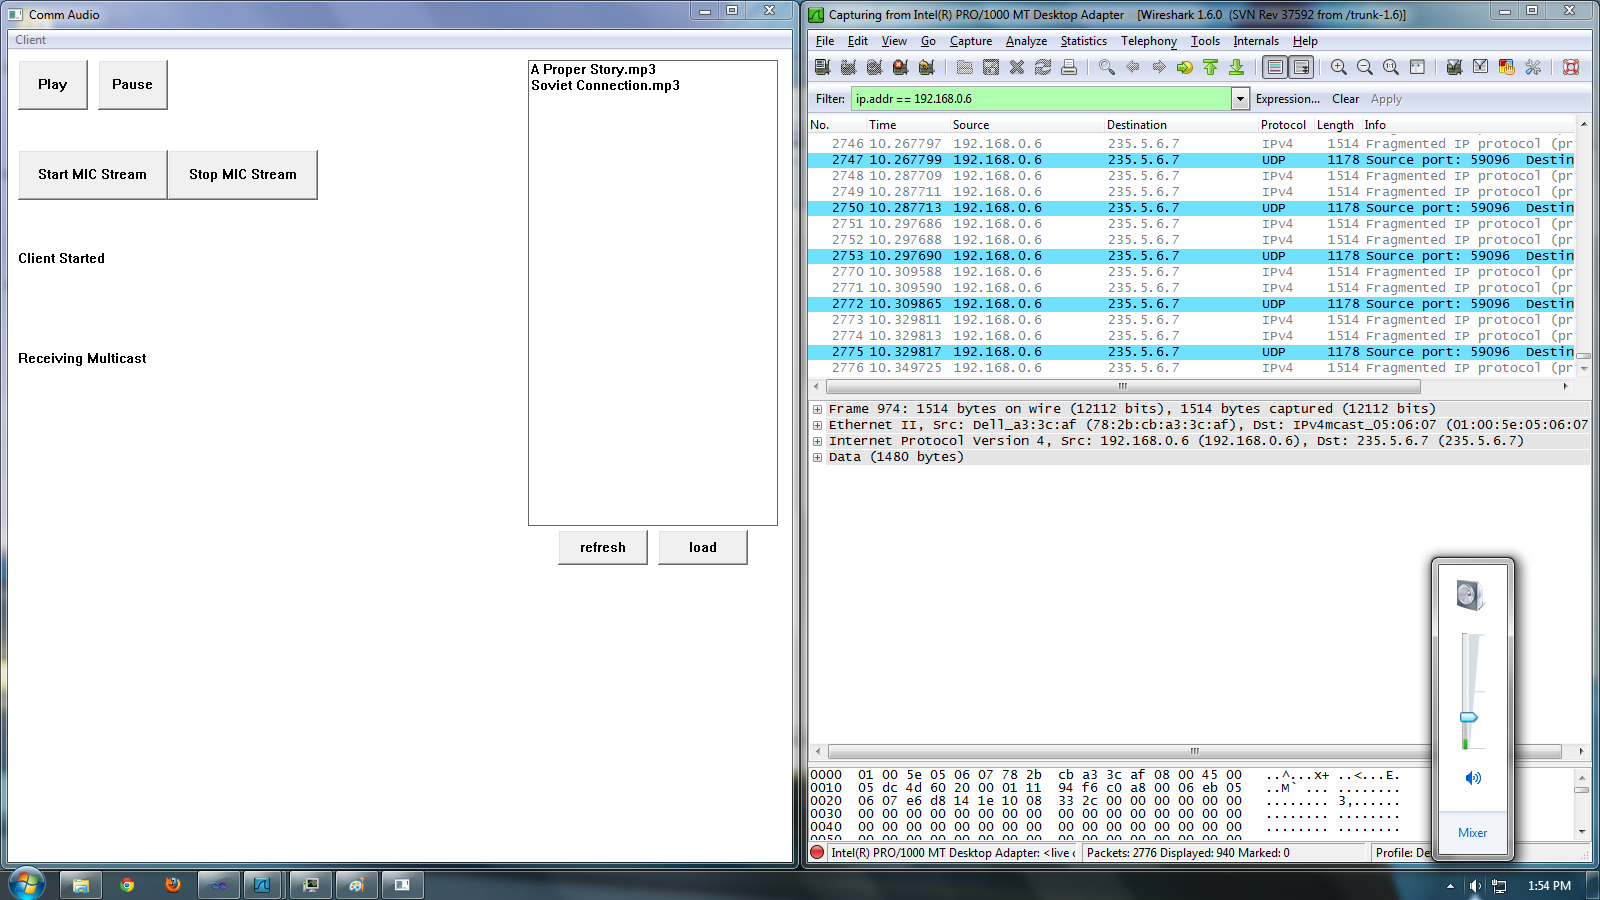 Comm Audio
Client
Play
Pause
Start MIC Stream
Stop MIC Stream
Client Started
Receiving Multicast
A Proper Story.mp3
Soviet Connection.mp3
refresh
load
Capturing from Intel(R) PRO/1000 MT Desktop Adapter [Wireshark 1.6.0 (SVN Rev 37592 from /trunk-1.6)]
File Edit View Go Capture Analyze Statistics Telephony Tools Internals Help
Filter: ip.addr == 192.168.0.6 Expression... Clear Apply
No. Time Source Destination Protocol Length Info
2746 10.267797 192.168.0.6 235.5.6.7 IPv4 1514 Fragmented IP protocol (pr
2747 10.267799 192.168.0.6 235.5.6.7 UDP 1178 Source port: 59096 Destin
2748 10.287709 192.168.0.6 235.5.6.7 IPv4 1514 Fragmented IP protocol (pr
2749 10.287711 192.168.0.6 235.5.6.7 IPv4 1514 Fragmented IP protocol (pr
2750 10.287713 192.168.0.6 235.5.6.7 UDP 1178 Source port: 59096 Destin
2751 10.297686 192.168.0.6 235.5.6.7 IPv4 1514 Fragmented IP protocol (pr
2752 10.297688 192.168.0.6 235.5.6.7 IPv4 1514 Fragmented IP protocol (pr
2753 10.297690 192.168.0.6 235.5.6.7 UDP 1178 Source port: 59096 Destin
2770 10.309588 192.168.0.6 235.5.6.7 IPv4 1514 Fragmented IP protocol (pr
2771 10.309590 192.168.0.6 235.5.6.7 IPv4 1514 Fragmented IP protocol (pr
2772 10.309865 192.168.0.6 235.5.6.7 UDP 1178 Source port: 59096 Destin
2773 10.329811 192.168.0.6 235.5.6.7 IPv4 1514 Fragmented IP protocol (pr
2774 10.329813 192.168.0.6 235.5.6.7 IPv4 1514 Fragmented IP protocol (pr
2775 10.329817 192.168.0.6 235.5.6.7 UDP 1178 Source port: 59096 Destin
2776 10.349725 192.168.0.6 235.5.6.7 IPv4 1514 Fragmented IP protocol (pr
Frame 974: 1514 bytes on wire (12112 bits), 1514 bytes captured (12112 bits)
Ethernet II, Src: Dell_a3:3c:af (78:2b:cb:a3:3c:af), Dst: IPv4mcast_05:06:07 (01:00:5e:05:06:07
Internet Protocol Version 4, Src: 192.168.0.6 (192.168.0.6), Dst: 235.5.6.7 (235.5.6.7)
Data (1480 bytes)
0000 01 00 5e 05 06 07 78 2b cb a3 3c af 08 00 45 00 ..^...x+ ..<...E.
0010 05 dc 4d 60 20 00 01 11 94 f6 c0 a8 00 06 eb 05 ..M` ... ........
0020 06 07 e6 d8 14 1e 10 08 33 2c 00 00 00 00 00 00 ........ 3,......
0030 00 00 00 00 00 00 00 00 00 00 00 00 00 00 00 00 ........ ........
0040 00 00 00 00 00 00 00 00 00 00 00 00 00 00 00 00 ........ ........
Intel(R) PRO/1000 MT Desktop Adapter: <live c Packets: 2776 Displayed: 940 Marked: 0 Profile: De
Mixer
1:54 PM